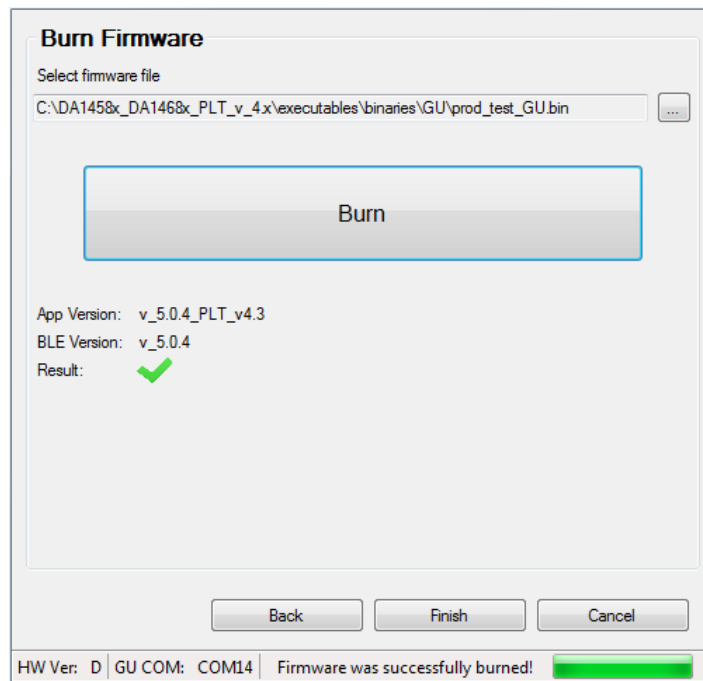 Burn Firmware
Select firmware file
C:\DA1458x_DA1468x_PLT_v_4.x\executables\binaries\GU\prod_test_GU.bin
...
Burn
App Version: v_5.0.4_PLT_v4.3
BLE Version: v_5.0.4
Result:
Back Finish Cancel
HW Ver: D GU COM: COM14 Firmware was successfully burned!